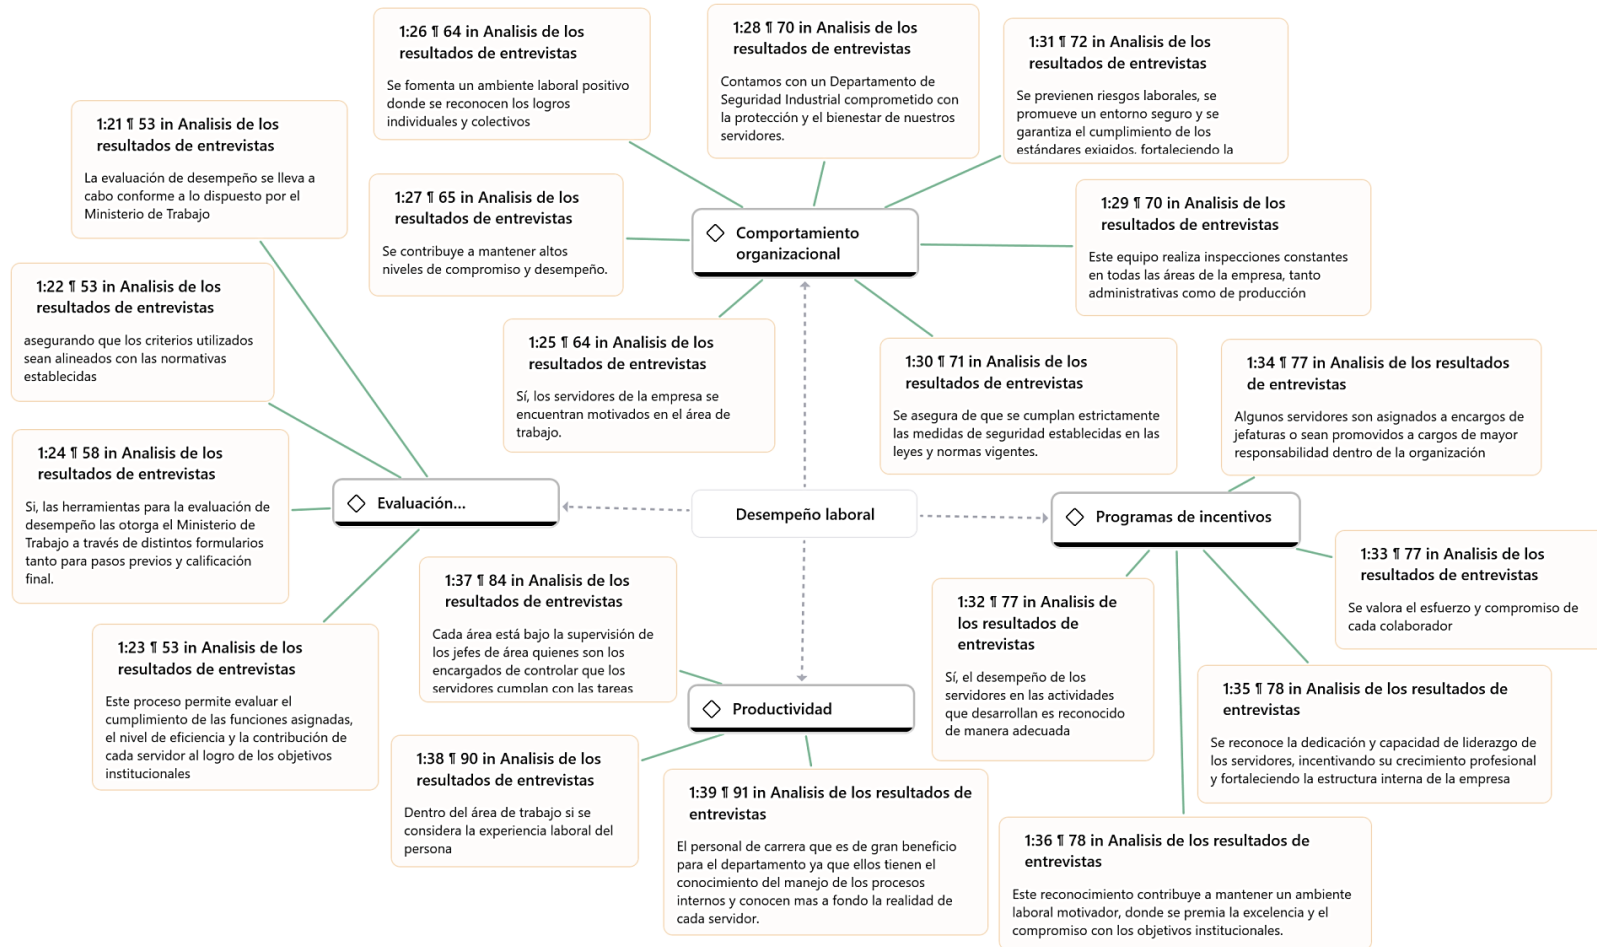 1:26 ¶ 64 in Analisis de los
resultados de entrevistas
Se fomenta un ambiente laboral positivo
donde se reconocen los logros
individuales y colectivos
1:28 ¶ 70 in Analisis de los
resultados de entrevistas
Contamos con un Departamento de
Seguridad Industrial comprometido con
la protección y el bienestar de nuestros
servidores.
1:31 ¶ 72 in Analisis de los
resultados de entrevistas
Se previenen riesgos laborales, se
promueve un entorno seguro y se
garantiza el cumplimiento de los
estándares exigidos, fortaleciendo la
1:21 ¶ 53 in Analisis de los
resultados de entrevistas
La evaluación de desempeño se lleva a
cabo conforme a lo dispuesto por el
Ministerio de Trabajo
1:27 ¶ 65 in Analisis de los
resultados de entrevistas
Se contribuye a mantener altos
niveles de compromiso y desempeño.
Comportamiento
organizacional
1:29 ¶ 70 in Analisis de los
resultados de entrevistas
Este equipo realiza inspecciones constantes
en todas las áreas de la empresa, tanto
administrativas como de producción
1:22 ¶ 53 in Analisis de los
resultados de entrevistas
asegurando que los criterios utilizados
sean alineados con las normativas
establecidas
1:25 ¶ 64 in Analisis de los
resultados de entrevistas
Sí, los servidores de la empresa se
encuentran motivados en el área de
trabajo.
1:30 ¶ 71 in Analisis de los
resultados de entrevistas
Se asegura de que se cumplan estrictamente
las medidas de seguridad establecidas en las
leyes y normas vigentes.
1:34 ¶ 77 in Analisis de los resultados
de entrevistas
Algunos servidores son asignados a encargos de
jefaturas o sean promovidos a cargos de mayor
responsabilidad dentro de la organización
1:24 ¶ 58 in Analisis de los
resultados de entrevistas
Si, las herramientas para la evaluación de
desempeño las otorga el Ministerio de
Trabajo a través de distintos formularios
tanto para pasos previos y calificación
final.
Evaluación...
Desempeño laboral
Programas de incentivos
1:33 ¶ 77 in Analisis de los
resultados de entrevistas
Se valora el esfuerzo y compromiso de
cada colaborador
1:37 ¶ 84 in Analisis de los
resultados de entrevistas
Cada área está bajo la supervisión de
los jefes de área quienes son los
encargados de controlar que los
servidores cumplan con las tareas
1:32 ¶ 77 in Analisis de
los resultados de
entrevistas
Sí, el desempeño de los
servidores en las actividades
que desarrollan es reconocido
de manera adecuada
1:23 ¶ 53 in Analisis de los
resultados de entrevistas
Este proceso permite evaluar el
cumplimiento de las funciones asignadas,
el nivel de eficiencia y la contribución de
cada servidor al logro de los objetivos
institucionales
Productividad
1:35 ¶ 78 in Analisis de los resultados de
entrevistas
Se reconoce la dedicación y capacidad de liderazgo de
los servidores, incentivando su crecimiento profesional
y fortaleciendo la estructura interna de la empresa
1:38 ¶ 90 in Analisis de los
resultados de entrevistas
Dentro del área de trabajo si se
considera la experiencia laboral del
persona
1:39 ¶ 91 in Analisis de los resultados de
entrevistas
El personal de carrera que es de gran beneficio
para el departamento ya que ellos tienen el
conocimiento del manejo de los procesos
internos y conocen mas a fondo la realidad de
cada servidor.
1:36 ¶ 78 in Analisis de los resultados de
entrevistas
Este reconocimiento contribuye a mantener un ambiente
laboral motivador, donde se premia la excelencia y el
compromiso con los objetivos institucionales.